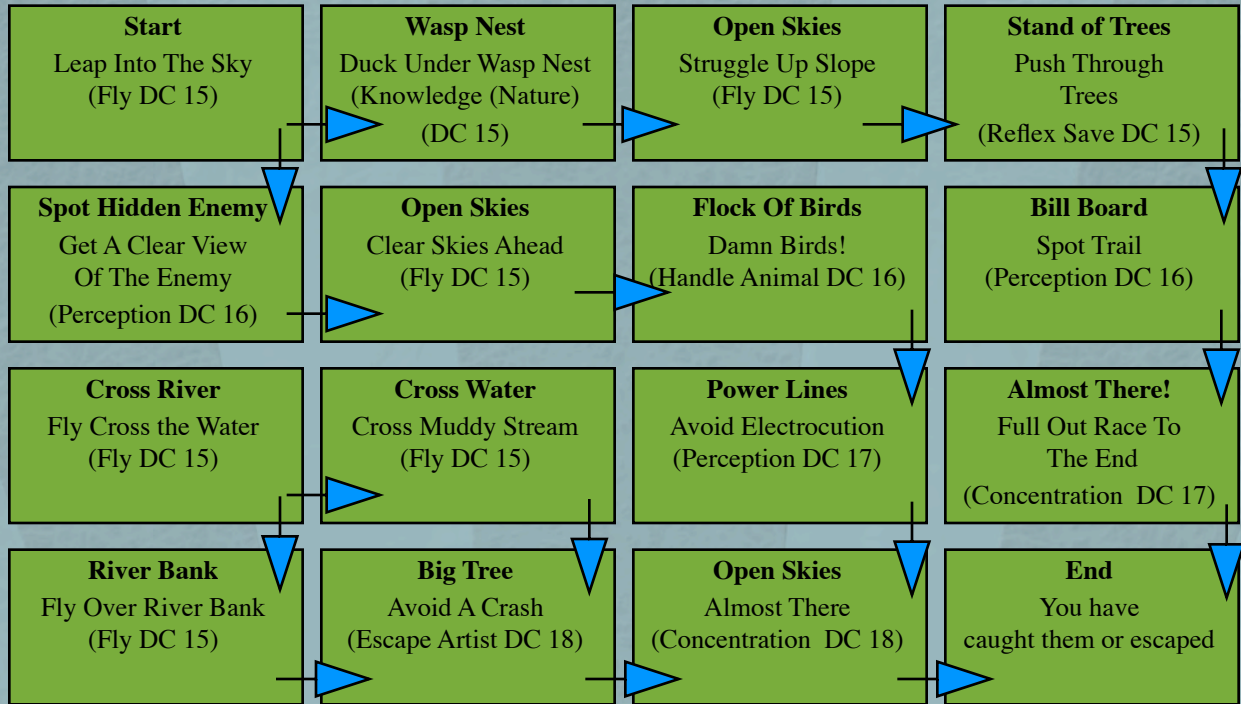 Start
Leap Into The Sky
(Fly DC 15)
Wasp Nest
Duck Under Wasp Nest
(Knowledge (Nature)
(DC 15)
Open Skies
Struggle Up Slope
(Fly DC 15)
Stand of Trees
Push Through
Trees
(Reflex Save DC 15)
Spot Hidden Enemy
Get A Clear View
Of The Enemy
(Perception DC 16)
Open Skies
Clear Skies Ahead
(Fly DC 15)
Flock Of Birds
Damn Birds!
(Handle Animal DC 16)
Bill Board
Spot Trail
(Perception DC 16)
Cross River
Fly Cross the Water
(Fly DC 15)
Cross Water
Cross Muddy Stream
(Fly DC 15)
Power Lines
Avoid Electrocution
(Perception DC 17)
Almost There!
Full Out Race To
The End
(Concentration  DC 17)
River Bank
Fly Over River Bank
(Fly DC 15)
Big Tree
Avoid A Crash
(Escape Artist DC 18)
Open Skies
Almost There
(Concentration  DC 18)
End
You have
caught them or escaped